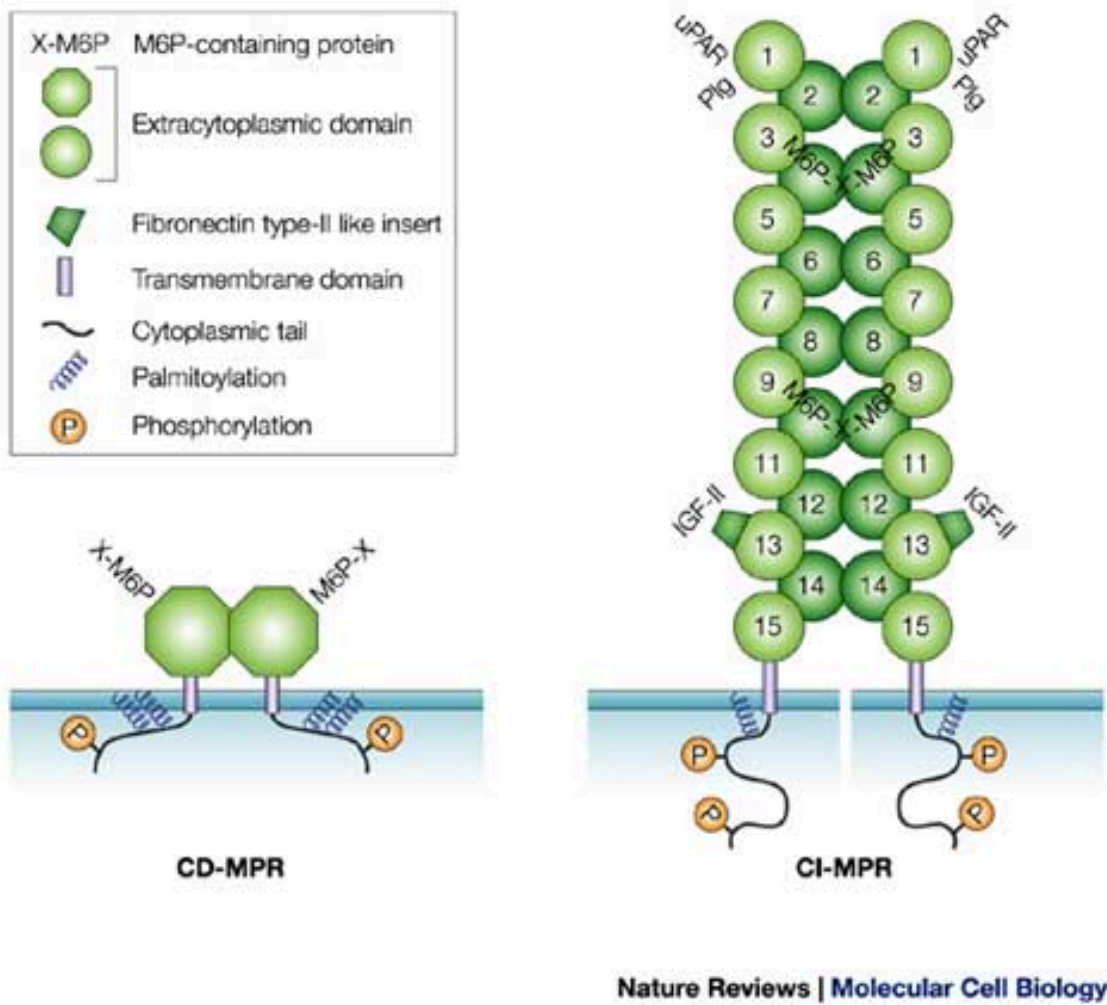 X-M6P M6P-containing protein
Extracytoplasmic domain
Fibronectin type-II like insert
Transmembrane domain
Cytoplasmic tail
Palmitoylation
P Phosphorylation
X-M6P M6P-X
P P
CD-MPR
uPAR 1 1 uPAR
Plg 2 2 Plg
3 3
M6P-X X-M6P
5 5
6 6
7 7
8 8
9 9
M6P-X X-M6P
11 11
IGF-II 12 12 IGF-II
13 13
14 14
15 15
P P
P P
CI-MPR
Nature Reviews | Molecular Cell Biology